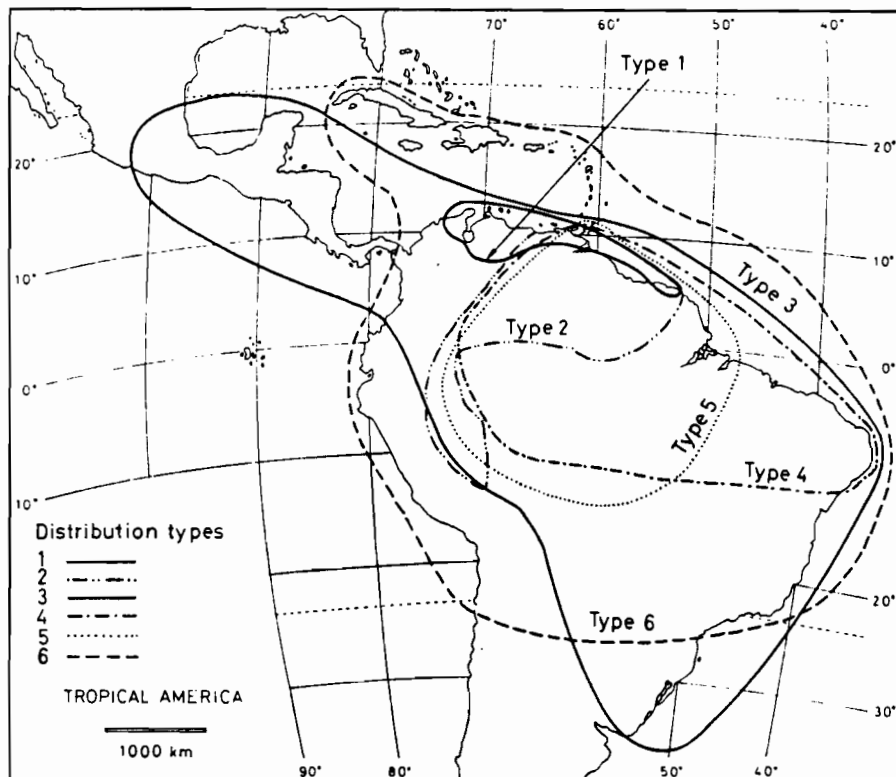 70° 60° 50° 40°
Type 1
20° 20°
10° 10°
Type 3
Type 2
0° 0°
Type 5
Type 4
10° 10°
Distribution types
1
2
3
4
5
6
20°
Type 6
TROPICAL AMERICA
30°
1000 km
90° 80° 50° 40°